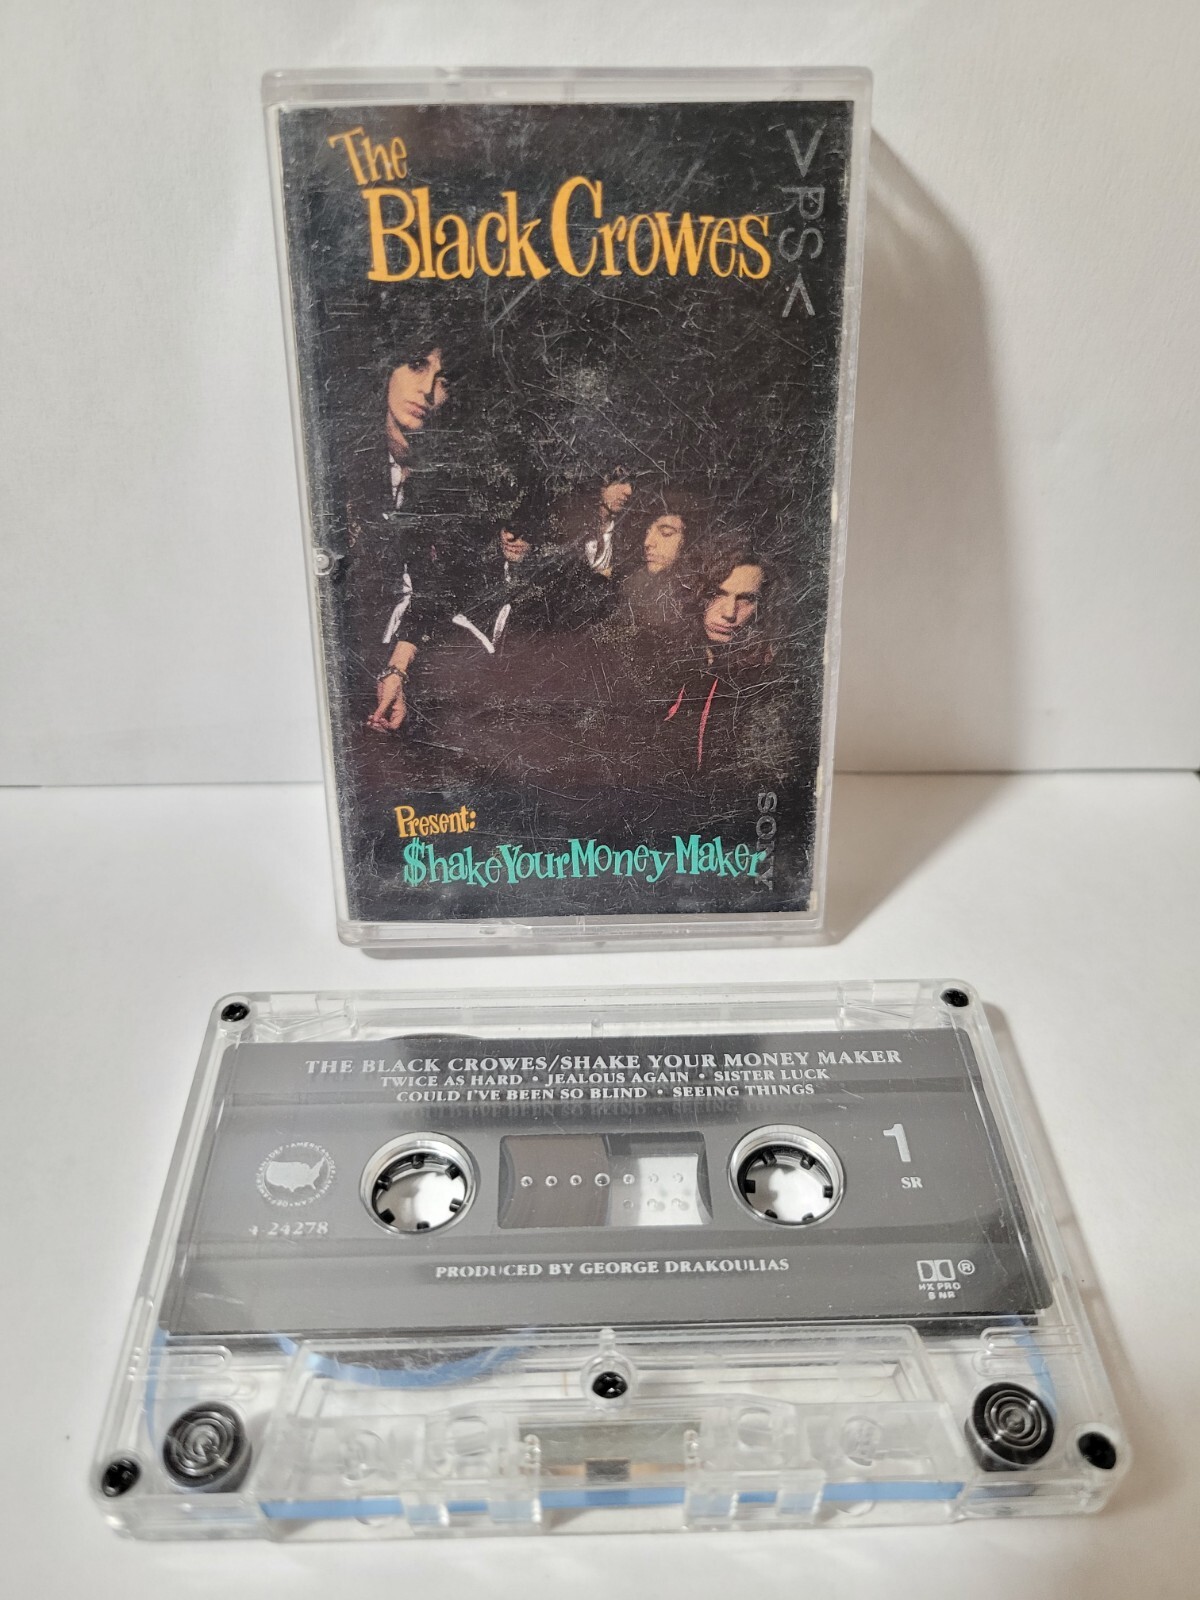 The
Black Crowes
>PS<
Present:
$hake Your Money Maker
SONY
THE BLACK CROWES/SHAKE YOUR MONEY MAKER
TWICE AS HARD • JEALOUS AGAIN • SISTER LUCK
COULD I'VE BEEN SO BLIND • SEEING THINGS
1
SR
4-24278
PRODUCED BY GEORGE DRAKOULIAS
®
HX PRO
B NR